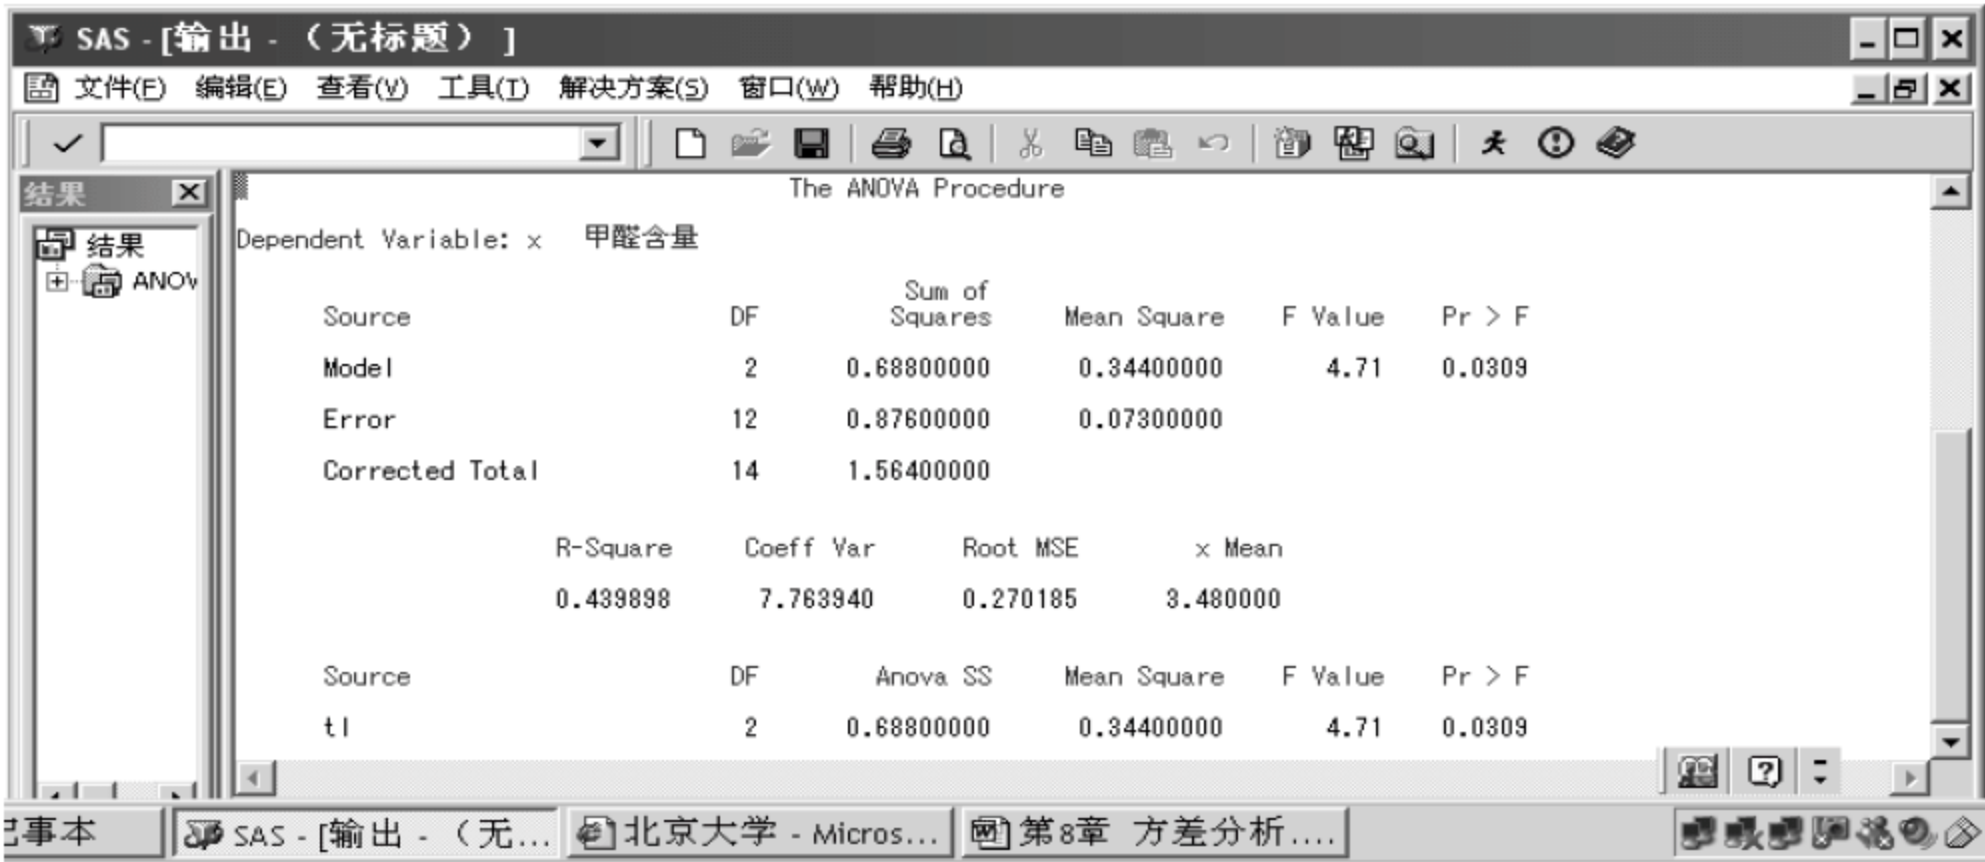 SAS - [输出 - （无标题） ]
文件(F) 编辑(E) 查看(V) 工具(T) 解决方案(S) 窗口(W) 帮助(H)
结果
结果
ANOV
The ANOVA Procedure
Dependent Variable: x 甲醛含量
Sum of
Source DF Squares Mean Square F Value Pr > F
Model 2 0.68800000 0.34400000 4.71 0.0309
Error 12 0.87600000 0.07300000
Corrected Total 14 1.56400000
R-Square Coeff Var Root MSE x Mean
0.439898 7.763940 0.270185 3.480000
Source DF Anova SS Mean Square F Value Pr > F
tl 2 0.68800000 0.34400000 4.71 0.0309
记事本 SAS - [输出 - （无... 北京大学 - Micros... 第8章 方差分析....